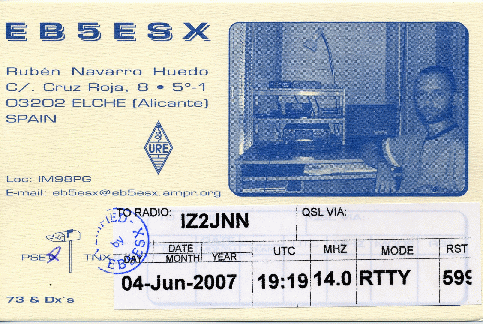 EB5ESX
Rubén Navarro Huedo
C/. Cruz Roja, 8 • 5º-1
03202 ELCHE (Alicante)
SPAIN
URE
Loc: IM98PG
E-mail: eb5esx@eb5esx.ampr.org
TO RADIO: IZ2JNN QSL VIA:
EB5ESX
PSE TNX
DAY DATE MONTH YEAR UTC MHZ MODE RST
04-Jun-2007 19:19 14.0 RTTY 599
73 & Dx's